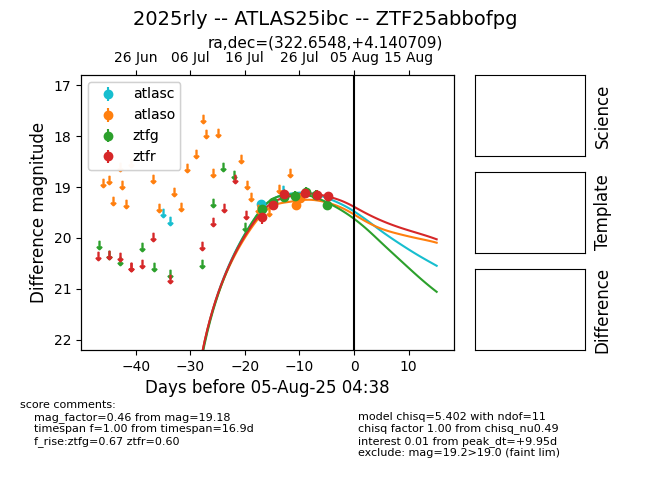 2025rly -- ATLAS25ibc -- ZTF25abbofpg
ra,dec=(322.6548,+4.140709)
26 Jun 06 Jul 16 Jul 26 Jul 05 Aug 15 Aug
atlasc
atlaso
ztfg
ztfr
17
18
19
20
21
22
Difference magnitude
−40 −30 −20 −10 0 10
Days before 05-Aug-25 04:38
Science
Template
Difference
score comments:
mag_factor=0.46 from mag=19.18
timespan f=1.00 from timespan=16.9d
f_rise:ztfg=0.67 ztfr=0.60
model chisq=5.402 with ndof=11
chisq factor 1.00 from chisq_nu0.49
interest 0.01 from peak_dt=+9.95d
exclude: mag=19.2>19.0 (faint lim)